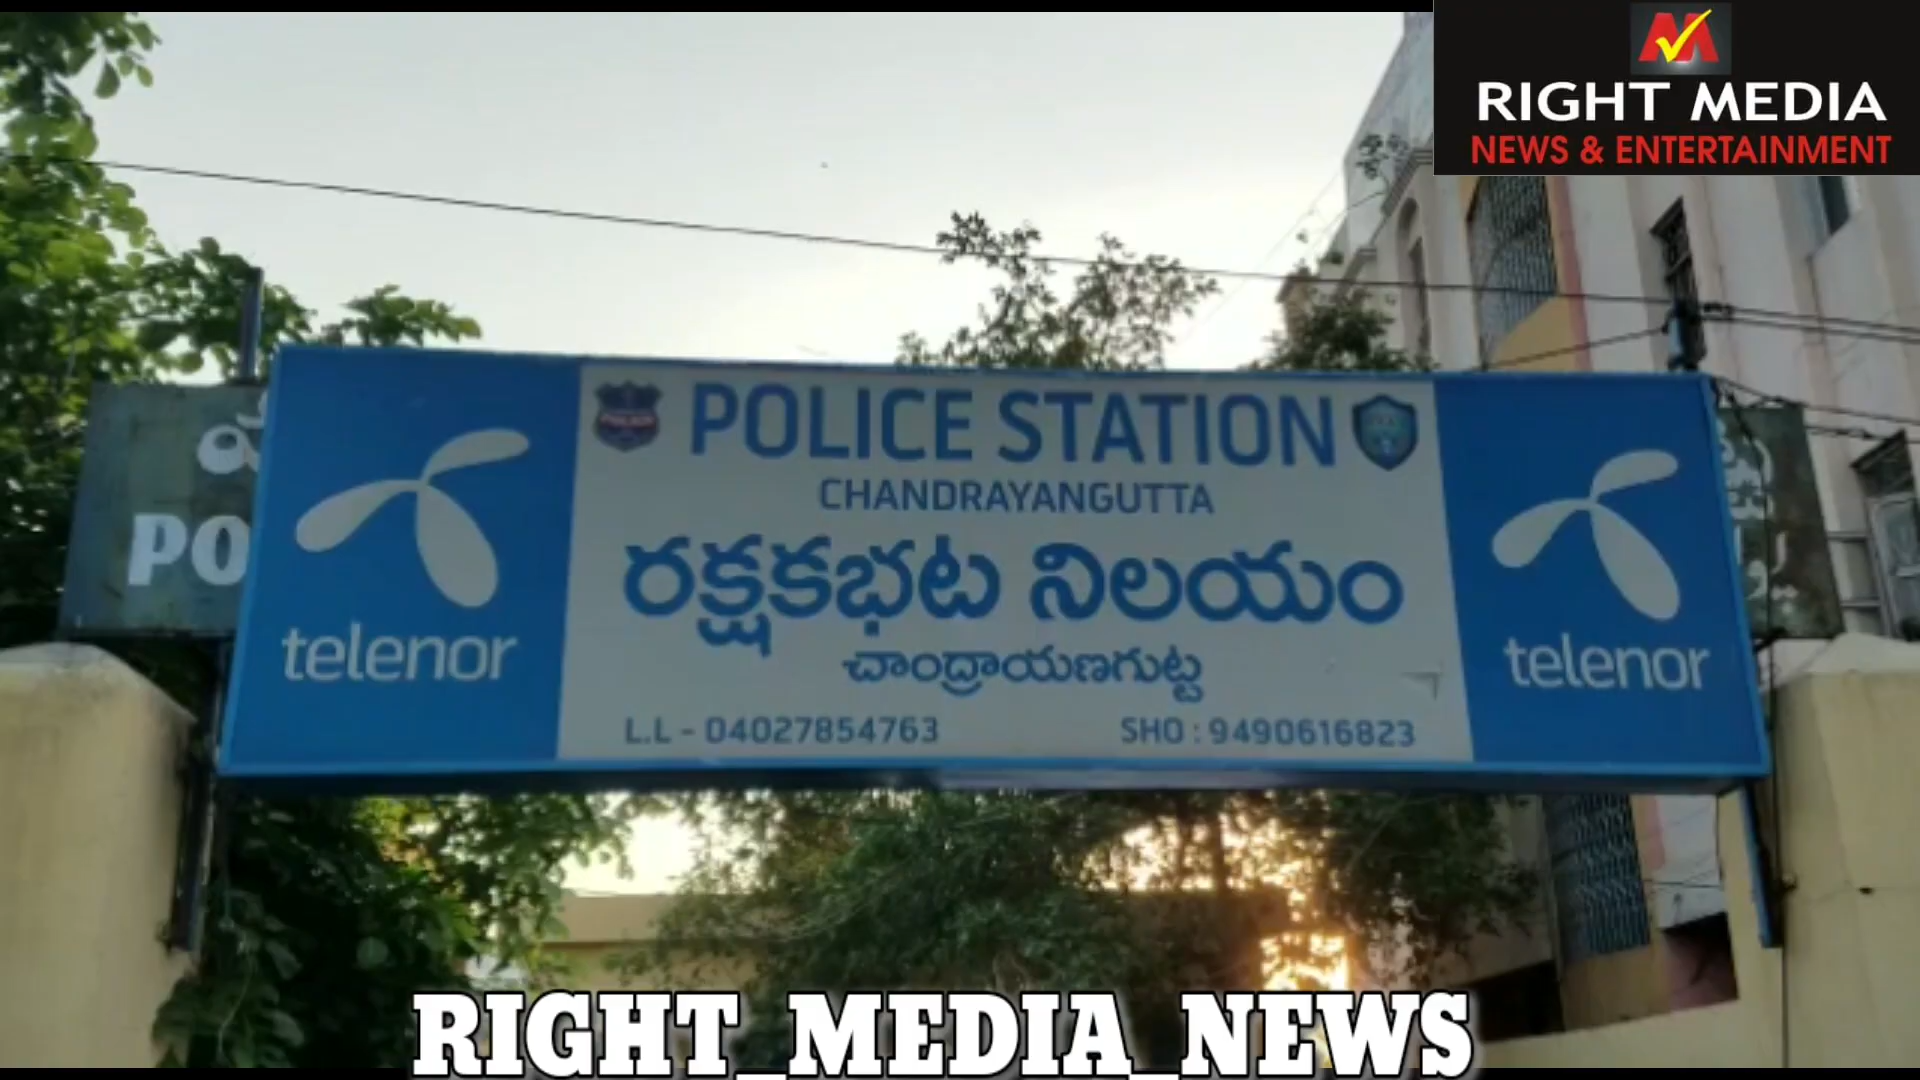 RIGHT MEDIA
NEWS & ENTERTAINMENT
POLICE STATION
CHANDRAYANGUTTA
రక్షకభట నిలయం
చాంద్రాయణగుట్ట
L.L - 04027854763
SHO : 9490616823
telenor
telenor
PO
RIGHT_MEDIA_NEWS